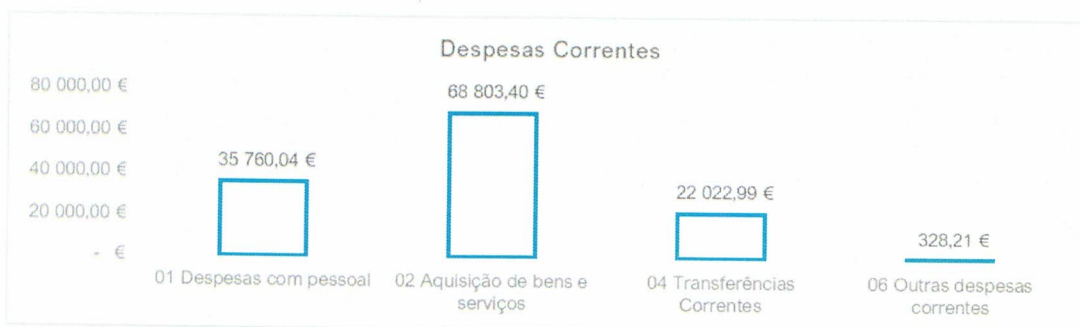 Despesas Correntes
80 000,00 €
60 000,00 €
40 000,00 €
20 000,00 €
- €
35 760,04 €
68 803,40 €
22 022,99 €
328,21 €
01 Despesas com pessoal
02 Aquisição de bens e
serviços
04 Transferências
Correntes
06 Outras despesas
correntes